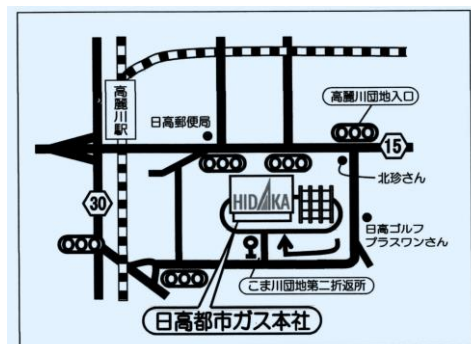 高麗川駅
日高郵便局
高麗川団地入口
15
北珍さん
30
HIDAKA
日高ゴルフ
プラスワンさん
こま川団地第二折返所
日高都市ガス本社